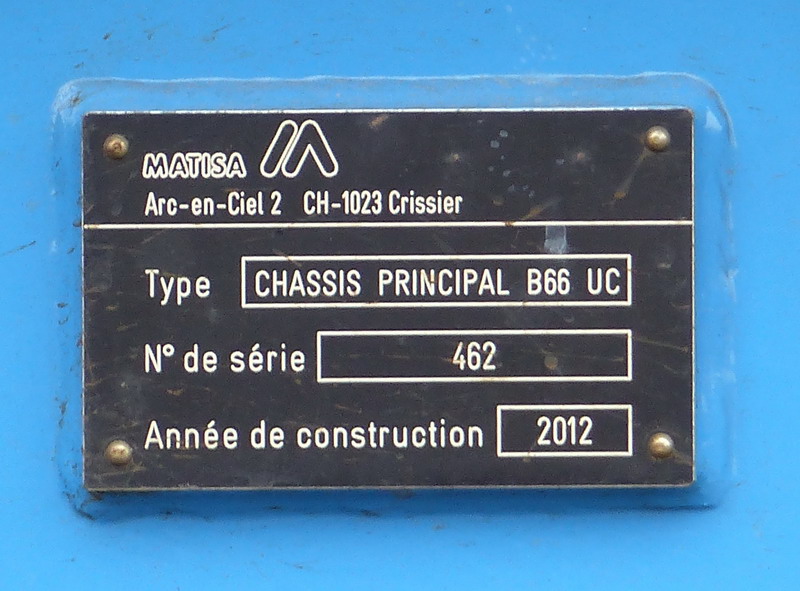 MATISA
Arc-en-Ciel 2 CH-1023 Crissier
Type CHASSIS PRINCIPAL B66 UC
N° de série 462
Année de construction 2012